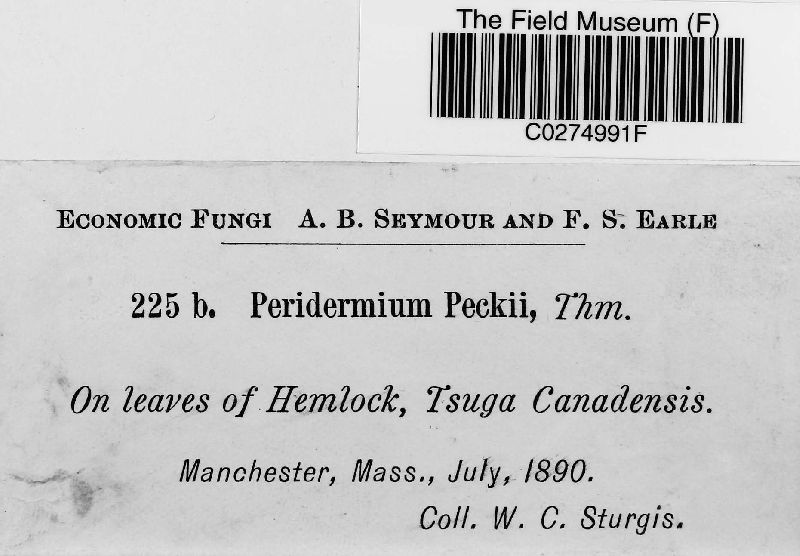 The Field Museum (F)
C0274991F
ECONOMIC FUNGI A. B. SEYMOUR AND F. S. EARLE
225 b. Peridermium Peckii, Thm.
On leaves of Hemlock, Tsuga Canadensis.
Manchester, Mass., July, 1890.
Coll. W. C. Sturgis.